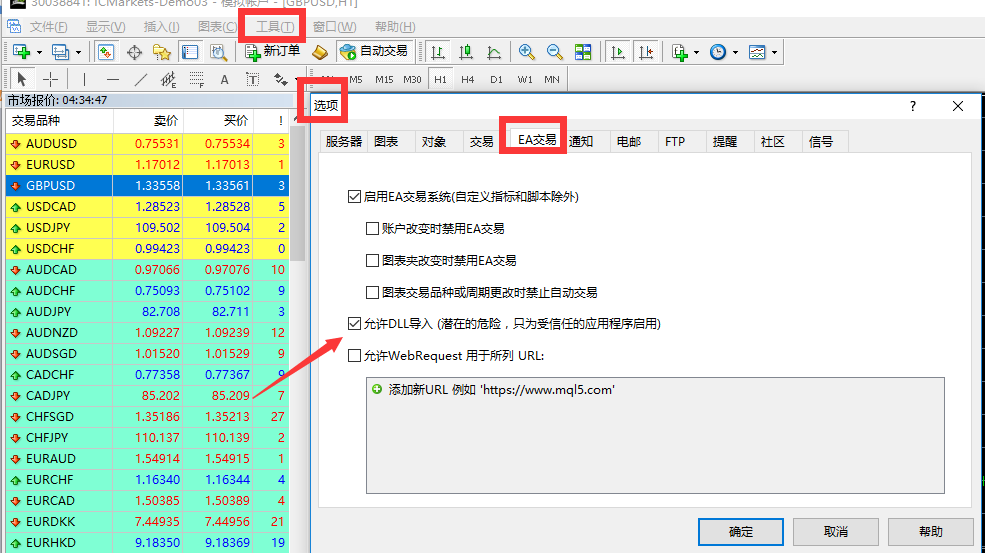 30038841: ICMarkets-Demo03 - 模拟帐户 - [GBPUSD,H1]
文件(F) 显示(V) 插入(I) 图表(C) 工具(T) 窗口(W) 帮助(H)
新订单 自动交易
A T M5 M15 M30 H1 H4 D1 W1 MN
市场报价: 04:34:47
交易品种 卖价 买价 !
AUDUSD 0.75531 0.75534 3
EURUSD 1.17012 1.17013 1
GBPUSD 1.33558 1.33561 3
USDCAD 1.28523 1.28528 5
USDJPY 109.502 109.504 2
USDCHF 0.99423 0.99423 0
AUDCAD 0.97066 0.97076 10
AUDCHF 0.75093 0.75102 9
AUDJPY 82.708 82.711 3
AUDNZD 1.09227 1.09239 12
AUDSGD 1.01520 1.01529 9
CADCHF 0.77358 0.77367 9
CADJPY 85.202 85.209 7
CHFSGD 1.35186 1.35213 27
CHFJPY 110.137 110.139 2
EURAUD 1.54914 1.54915 1
EURCHF 1.16340 1.16344 4
EURCAD 1.50385 1.50389 4
EURDKK 7.44935 7.44956 21
EURHKD 9.18350 9.18369 19
选项 ?
服务器 图表 对象 交易 EA交易 通知 电邮 FTP 提醒 社区 信号
启用EA交易系统(自定义指标和脚本除外)
账户改变时禁用EA交易
图表夹改变时禁用EA交易
图表交易品种或周期更改时禁止自动交易
允许DLL导入 (潜在的危险，只为受信任的应用程序启用)
允许WebRequest 用于所列 URL:
添加新URL 例如 'https://www.mql5.com'
确定 取消 帮助